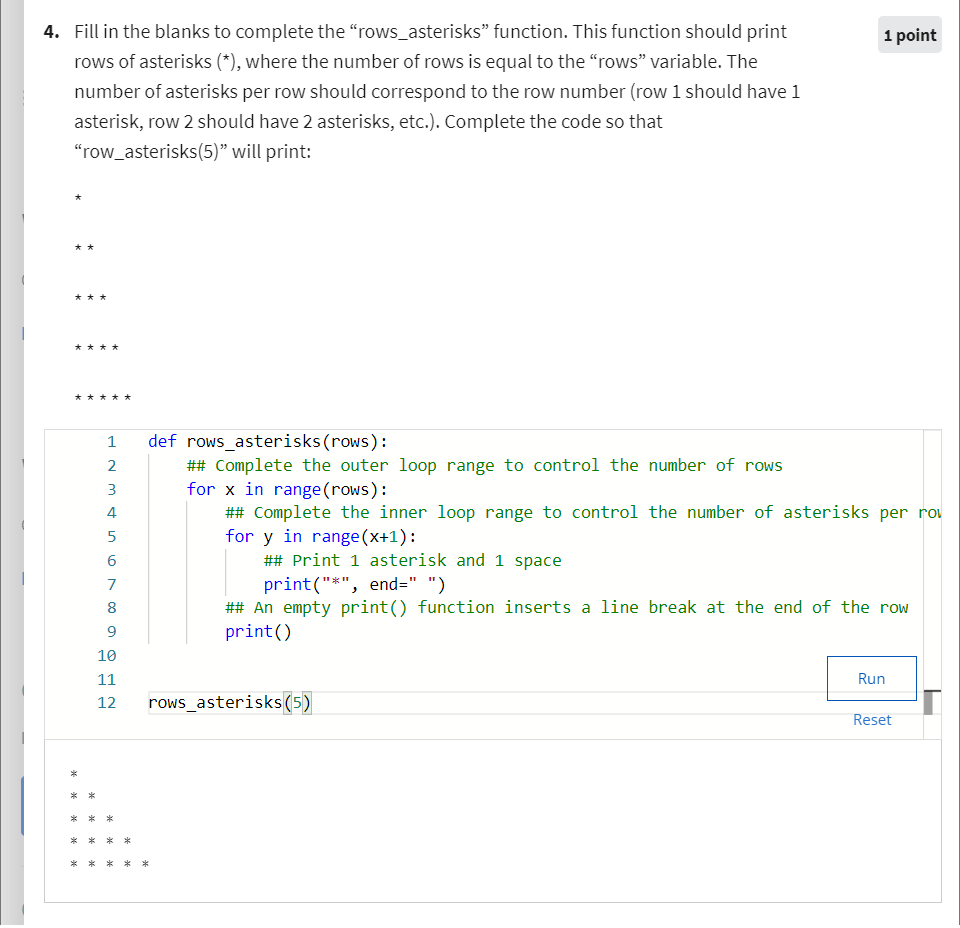 4. Fill in the blanks to complete the “rows_asterisks” function. This function should print
1 point
rows of asterisks (*), where the number of rows is equal to the “rows” variable. The
number of asterisks per row should correspond to the row number (row 1 should have 1
asterisk, row 2 should have 2 asterisks, etc.). Complete the code so that
“row_asterisks(5)” will print:
*
* *
* * *
* * * *
* * * * *
1 def rows_asterisks(rows):
2 ## Complete the outer loop range to control the number of rows
3 for x in range(rows):
4 ## Complete the inner loop range to control the number of asterisks per row
5 for y in range(x+1):
6 ## Print 1 asterisk and 1 space
7 print("*", end=" ")
8 ## An empty print() function inserts a line break at the end of the row
9 print()
10
11
12 rows_asterisks(5)
Run
Reset
*
* *
* * *
* * * *
* * * * *